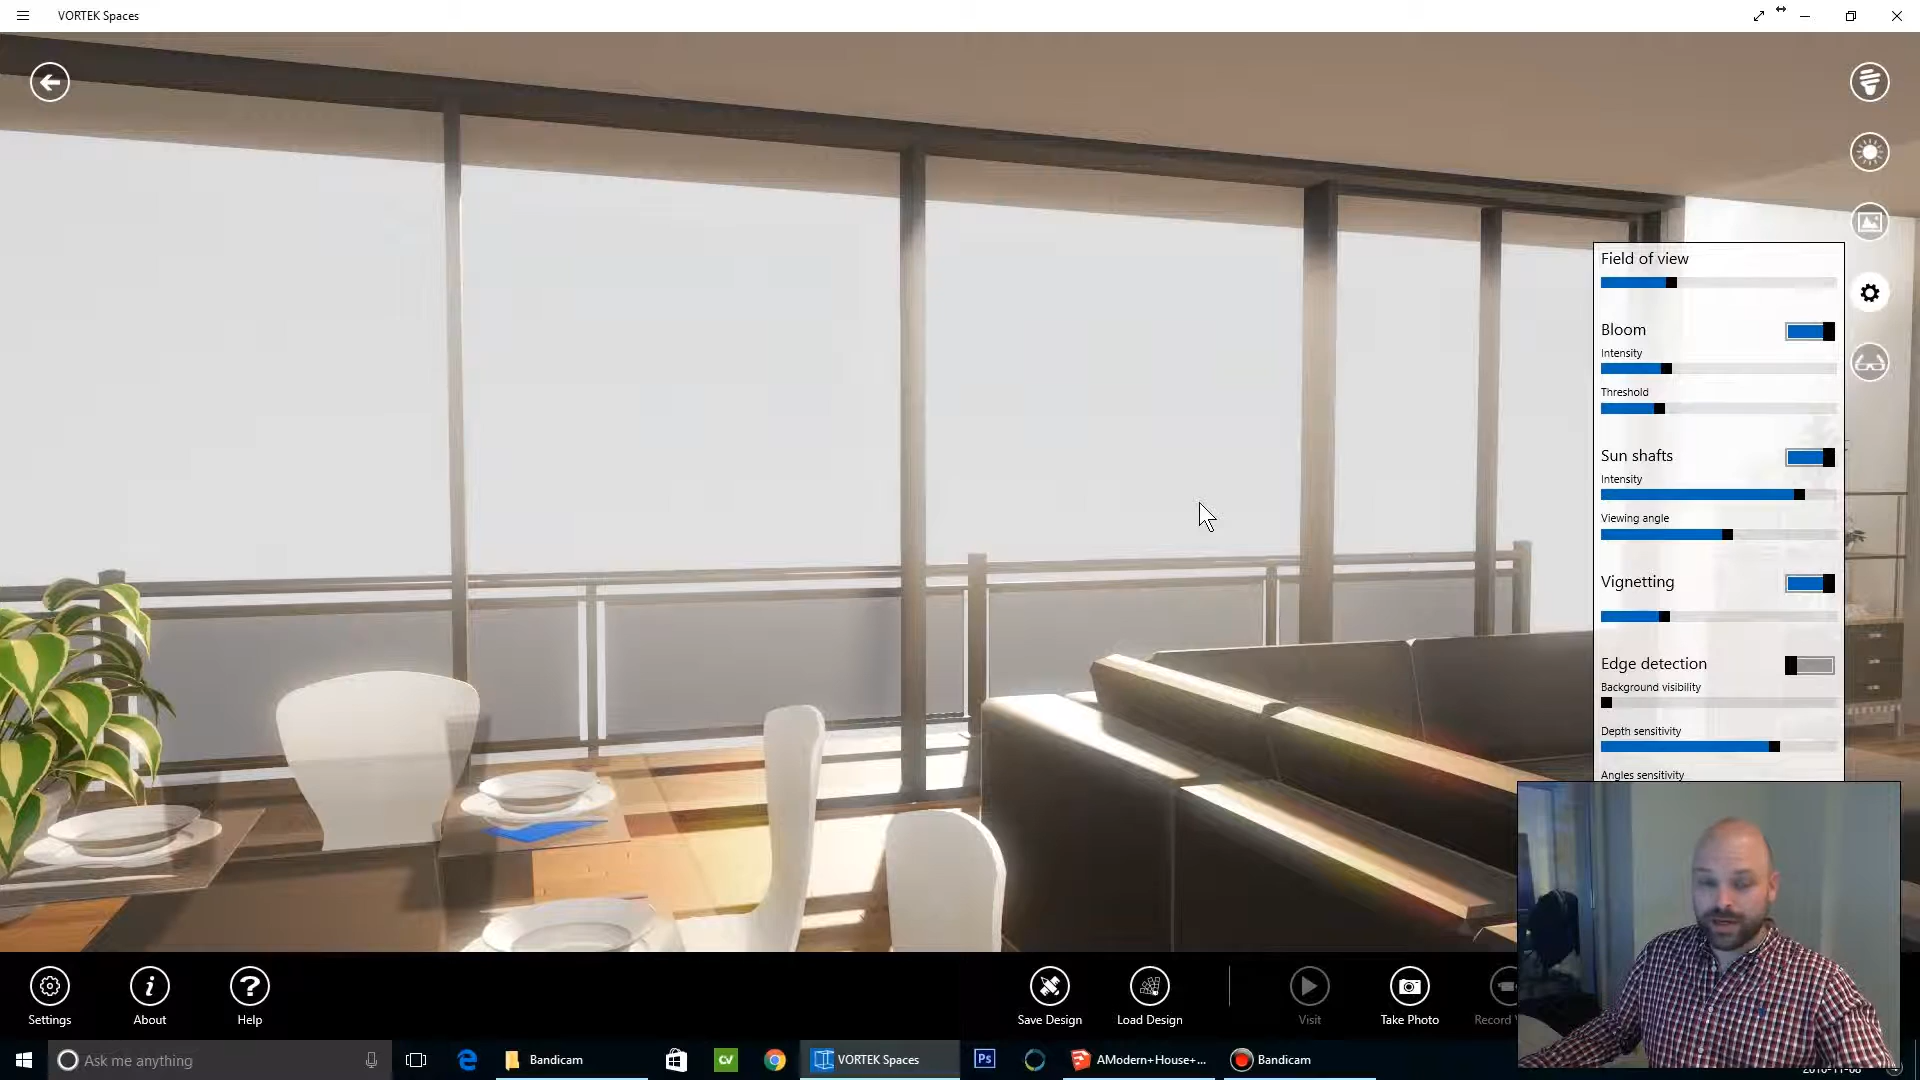 VORTEK Spaces
Field of view
Bloom
Intensity
Threshold
Sun shafts
Intensity
Viewing angle
Vignetting
Edge detection
Background visibility
Depth sensitivity
Angles sensitivity
Settings
About
Help
Save Design
Load Design
Visit
Take Photo
Record
Ask me anything
Bandicam
CV
VORTEK Spaces
Ps
AModern+House+...
Bandicam